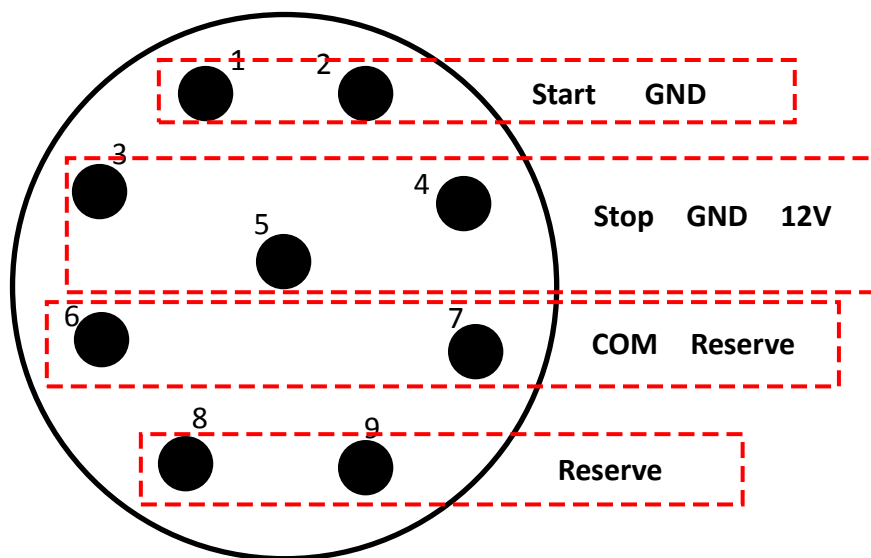 1 2 Start GND
3
4
5 Stop GND 12V
6 7 COM Reserve
8 9
Reserve